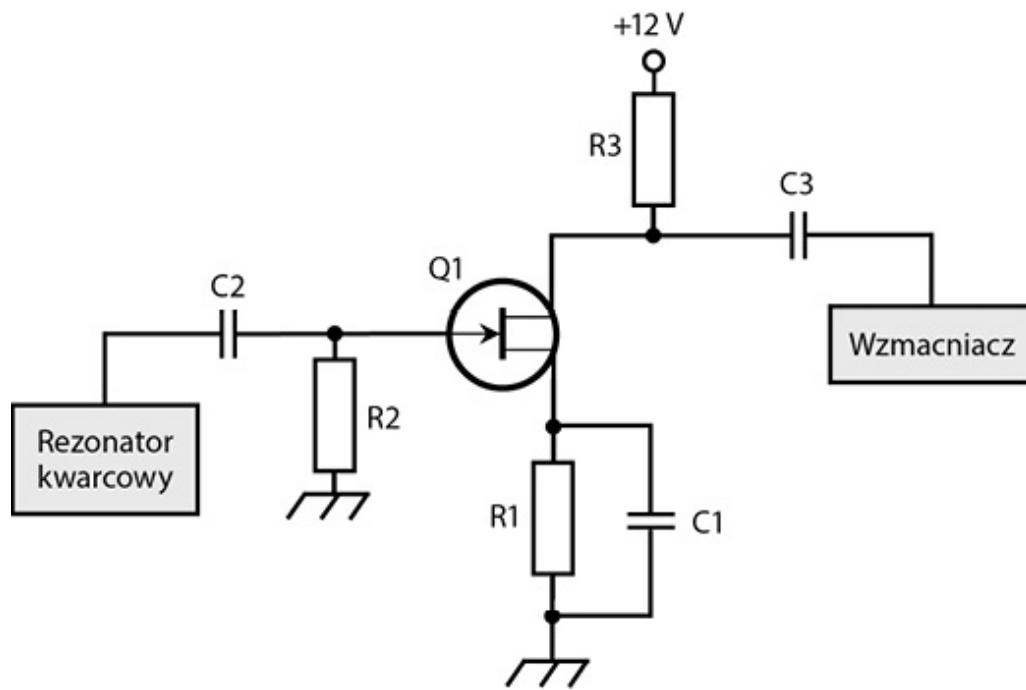 +12 V
R3
C3
Q1
C2
Wzmacniacz
R2
Rezonator
kwarcowy
R1
C1